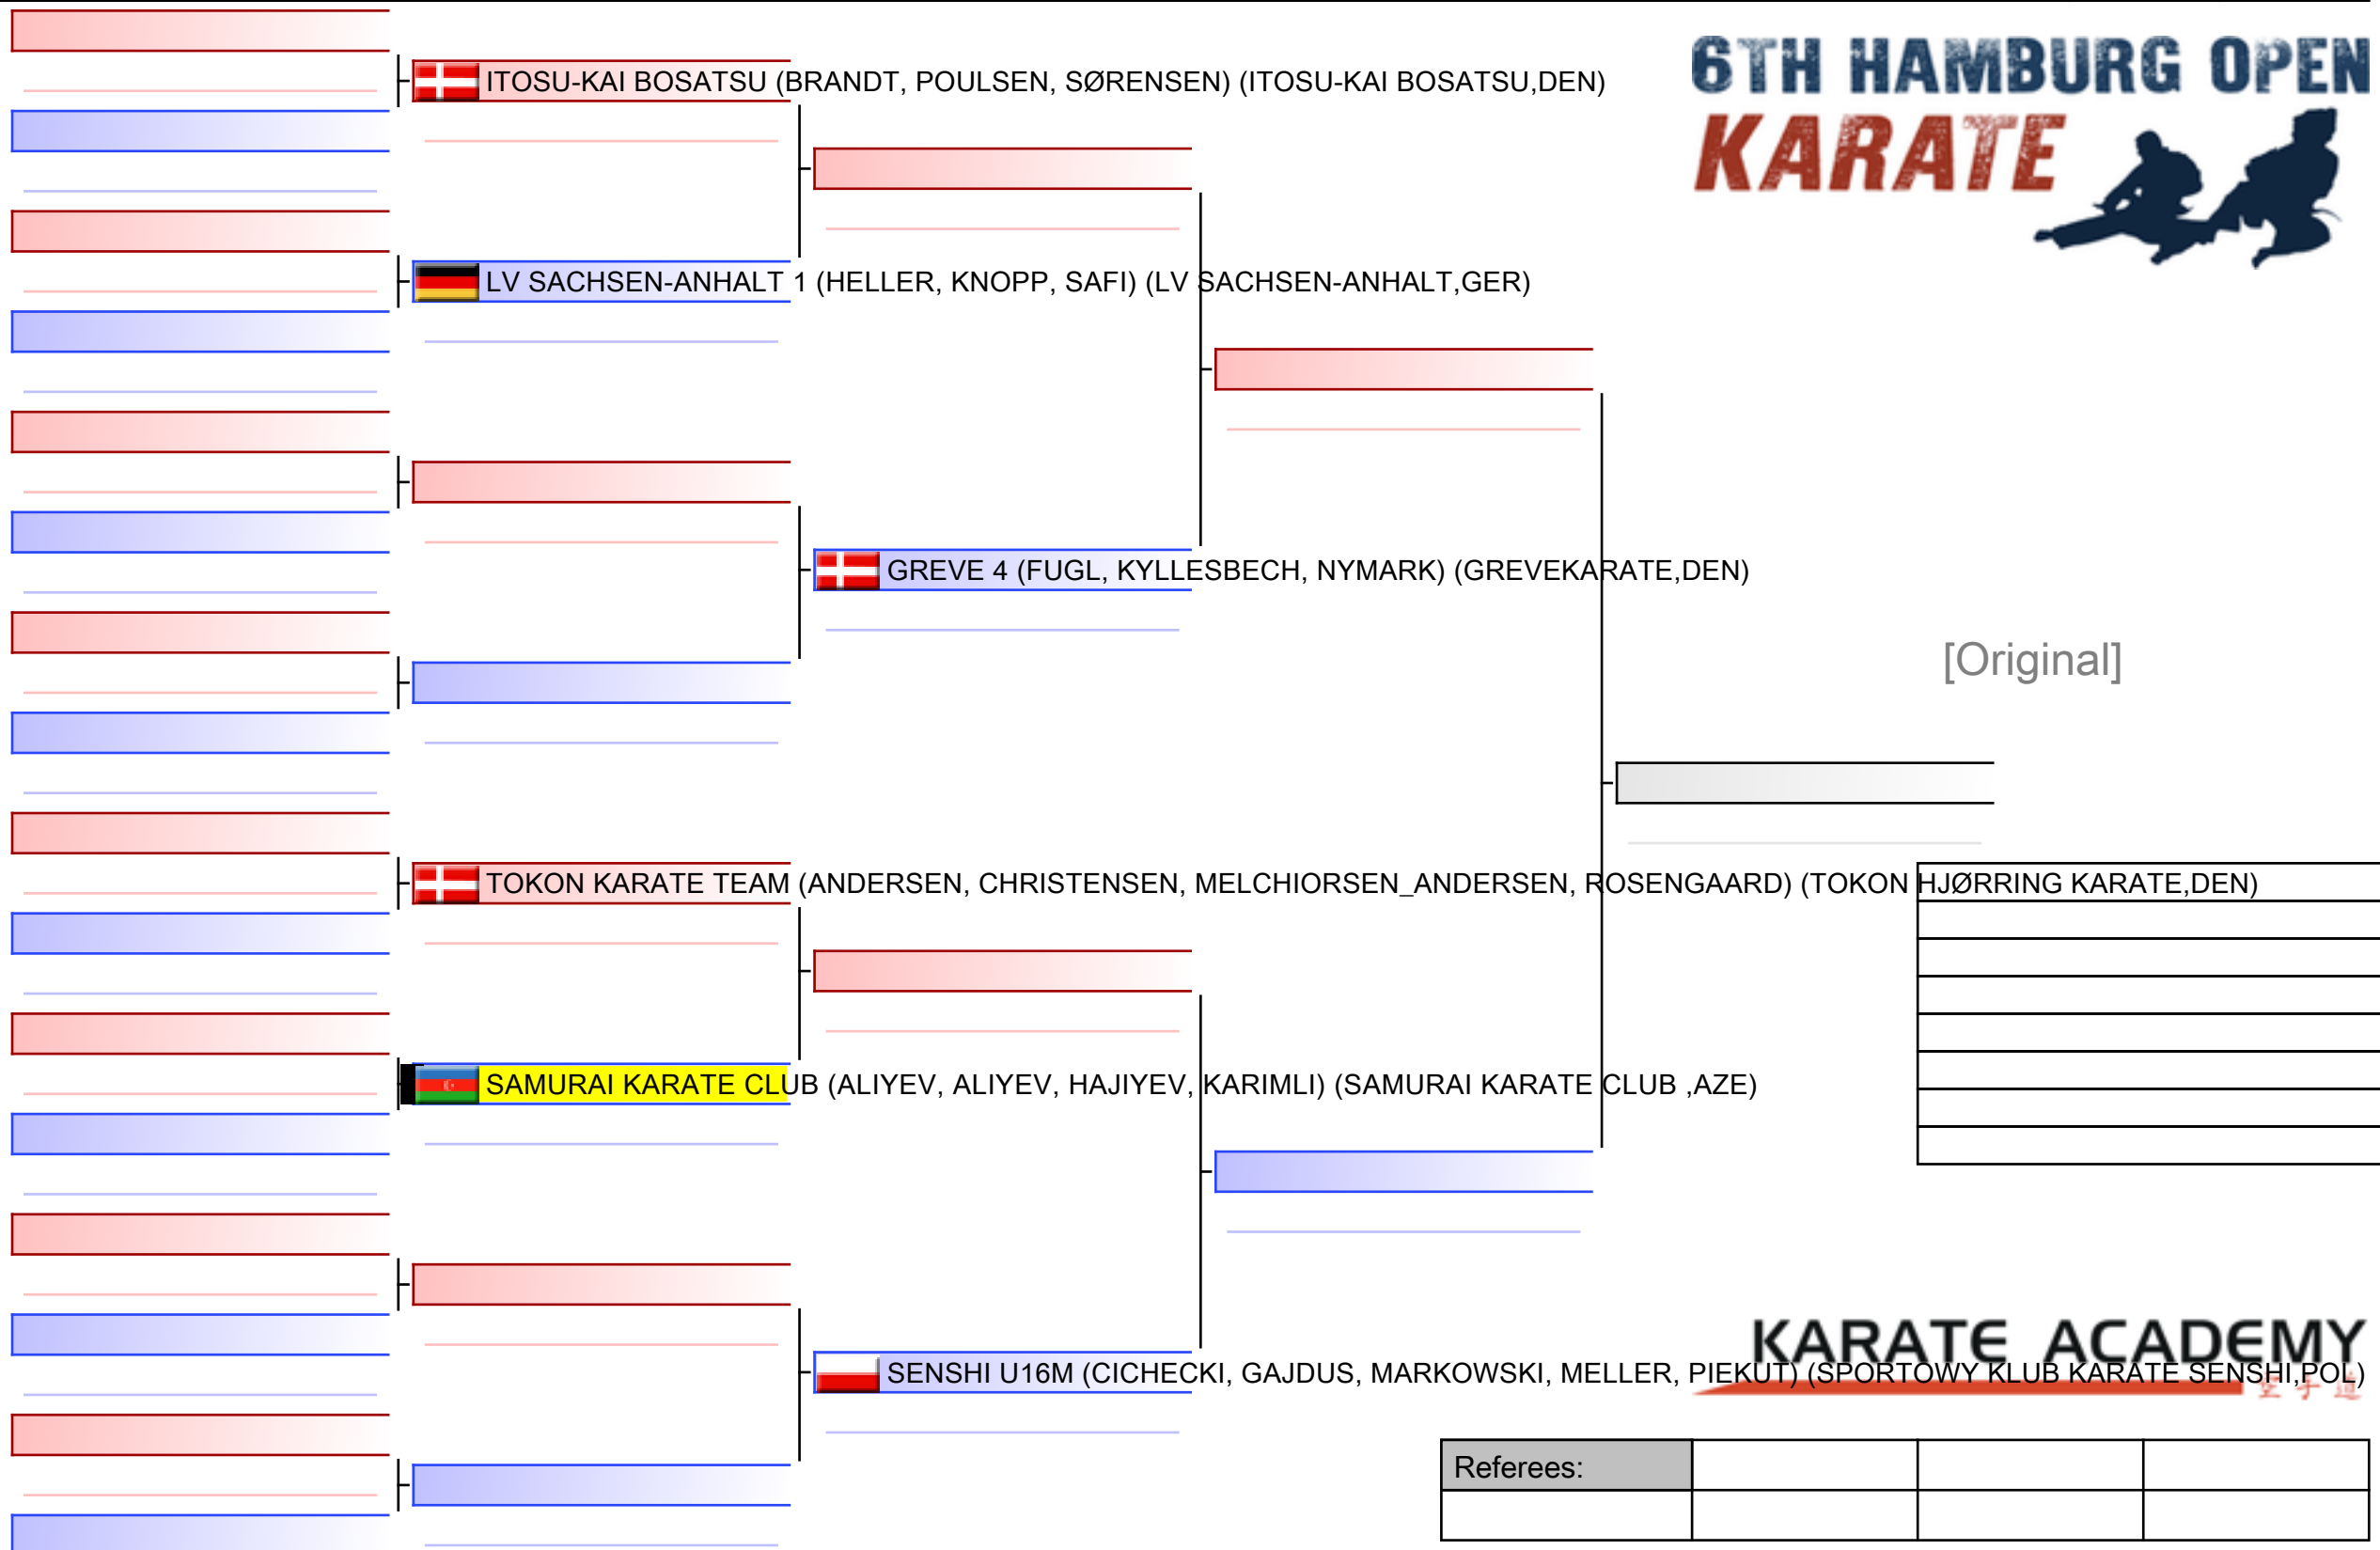 6TH HAMBURG OPEN
KARATE
ITOSU-KAI BOSATSU (BRANDT, POULSEN, SØRENSEN) (ITOSU-KAI BOSATSU,DEN)
LV SACHSEN-ANHALT 1 (HELLER, KNOPP, SAFI) (LV SACHSEN-ANHALT,GER)
GREVE 4 (FUGL, KYLLESBECH, NYMARK) (GREVEKARATE,DEN)
[Original]
TOKON KARATE TEAM (ANDERSEN, CHRISTENSEN, MELCHIORSEN_ANDERSEN, ROSENGAARD) (TOKON HJØRRING KARATE,DEN)
SAMURAI KARATE CLUB (ALIYEV, ALIYEV, HAJIYEV, KARIMLI) (SAMURAI KARATE CLUB ,AZE)
KARATE ACADEMY
SENSHI U16M (CICHECKI, GAJDUS, MARKOWSKI, MELLER, PIEKUT) (SPORTOWY KLUB KARATE SENSHI,POL)
空手道
Referees: